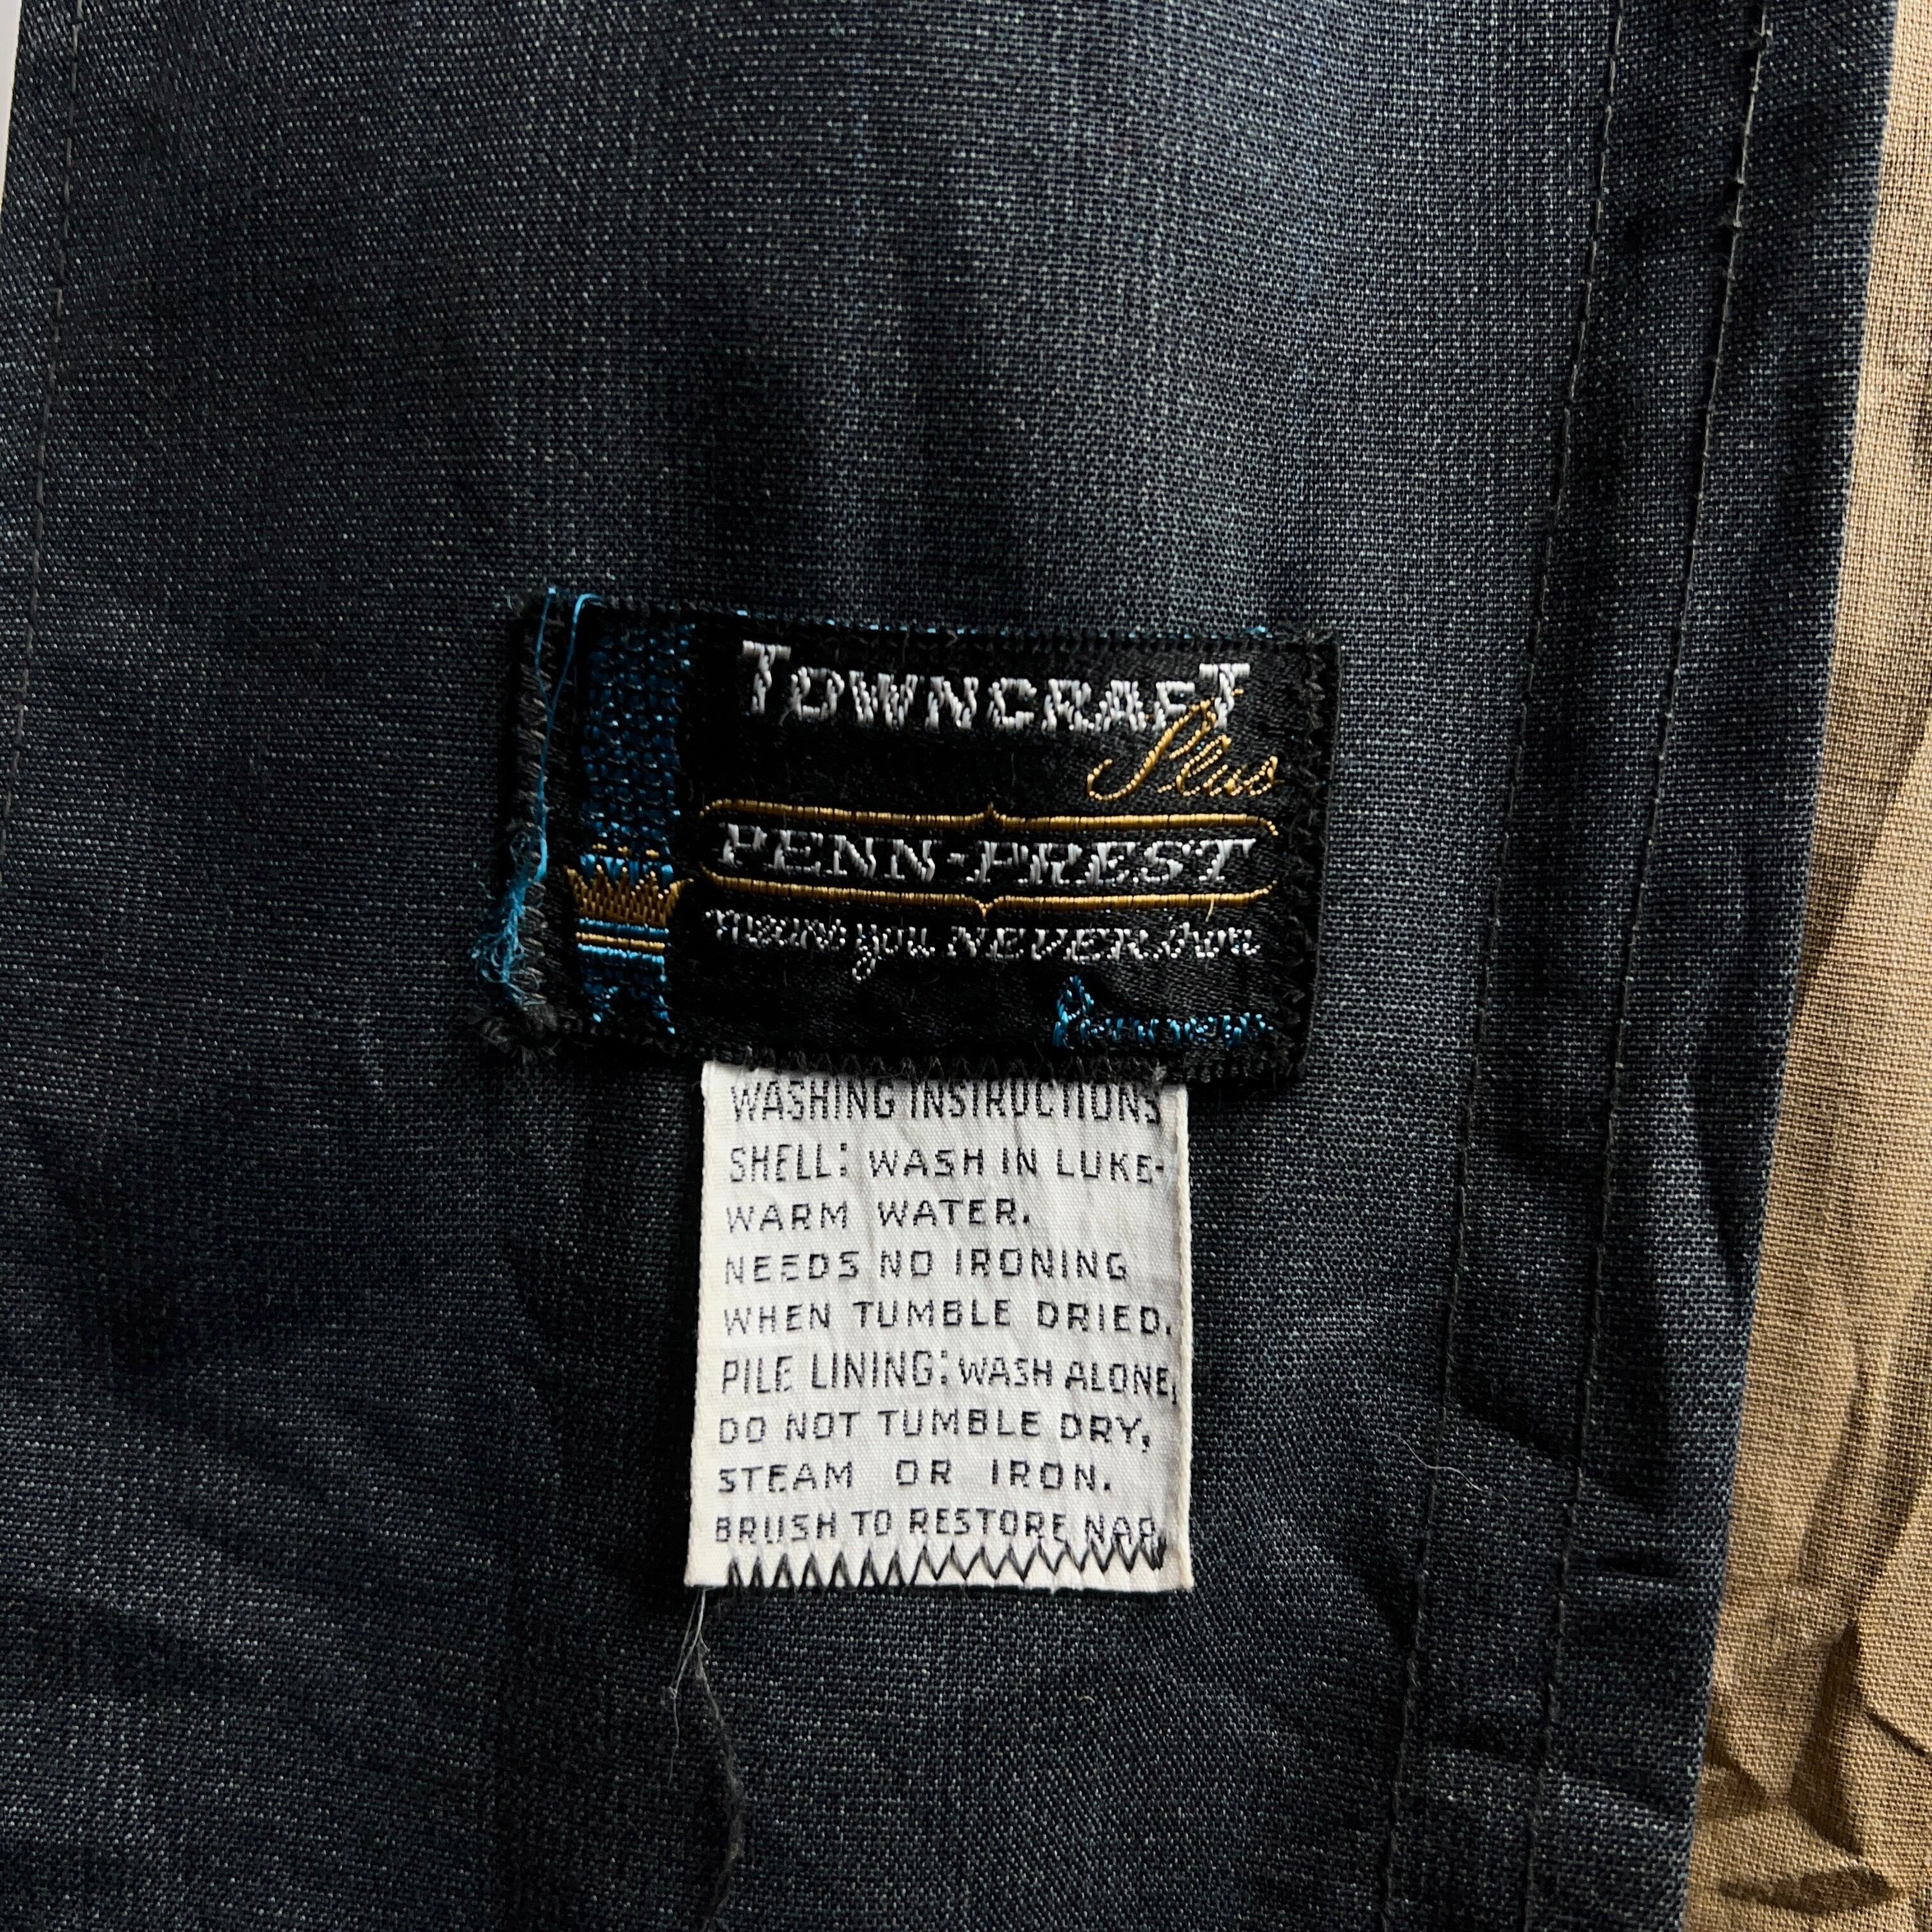 TOWNCRAFT
Plus
PENN-PREST
means you NEVER iron
Penneys
WASHING INSTRUCTIONS
SHELL: WASH IN LUKE-
WARM WATER.
NEEDS NO IRONING
WHEN TUMBLE DRIED.
PILE LINING: WASH ALONE,
DO NOT TUMBLE DRY,
STEAM OR IRON.
BRUSH TO RESTORE NAP.